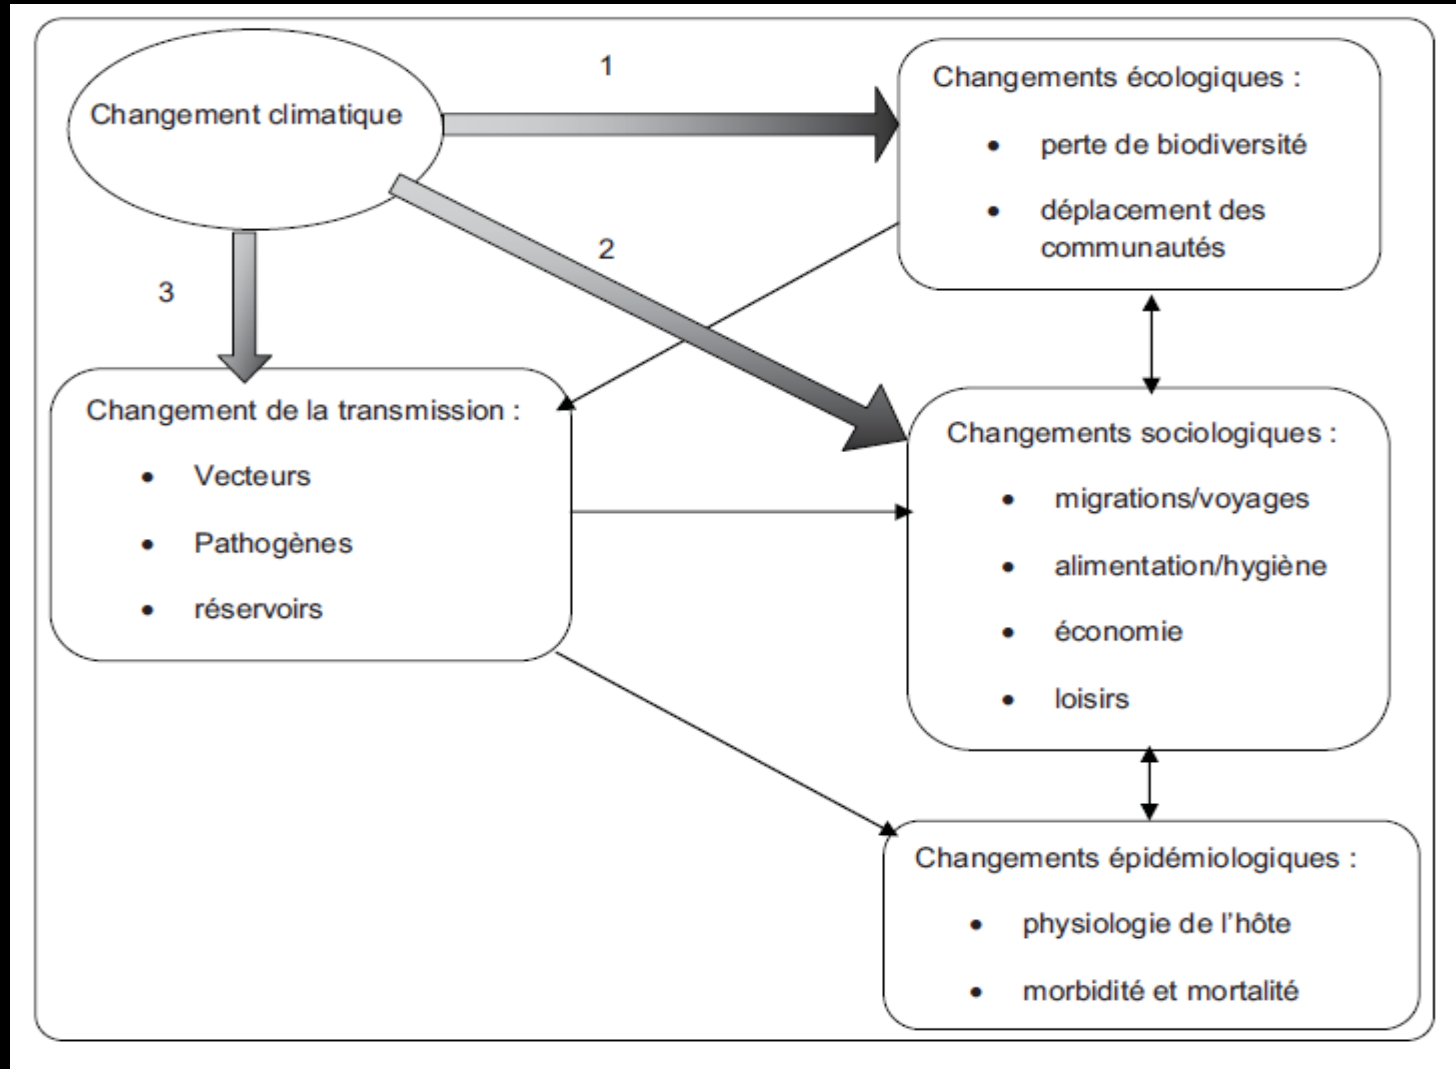 Changement climatique
1
2
3
Changements écologiques :
• perte de biodiversité
• déplacement des
communautés
Changement de la transmission :
• Vecteurs
• Pathogènes
• réservoirs
Changements sociologiques :
• migrations/voyages
• alimentation/hygiène
• économie
• loisirs
Changements épidémiologiques :
• physiologie de l'hôte
• morbidité et mortalité